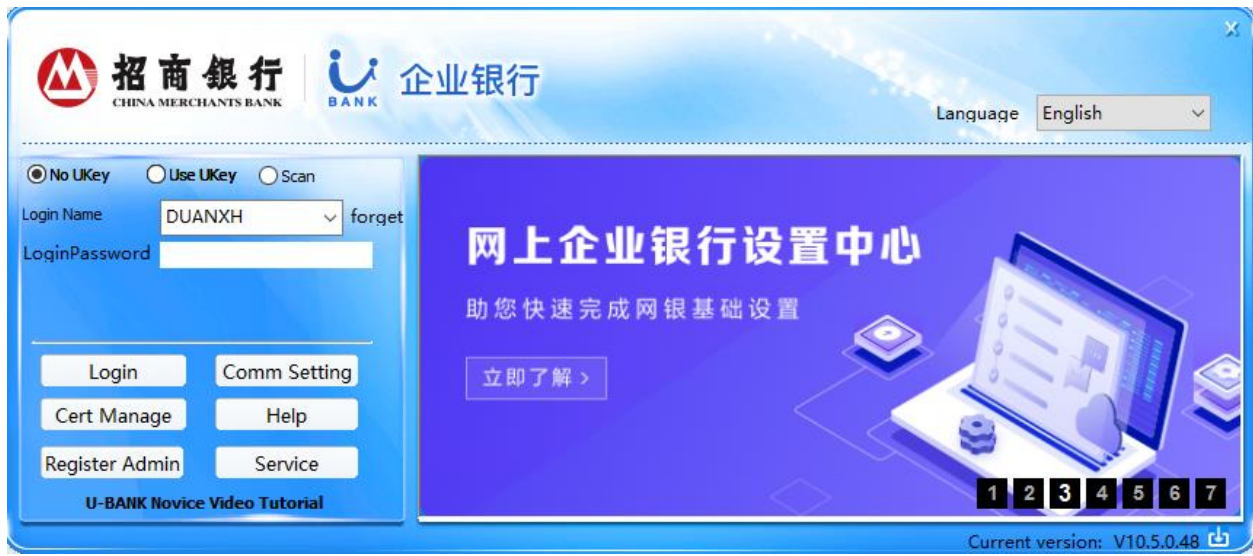 X
招商銀行
CHINA MERCHANTS BANK
BANK
企业银行
Language English
No UKey Use UKey Scan
Login Name DUANXH forget
LoginPassword
Login Comm Setting
Cert Manage Help
Register Admin Service
U-BANK Novice Video Tutorial
网上企业银行设置中心
助您快速完成网银基础设置
立即了解 >
1 2 3 4 5 6 7
Current version: V10.5.0.48